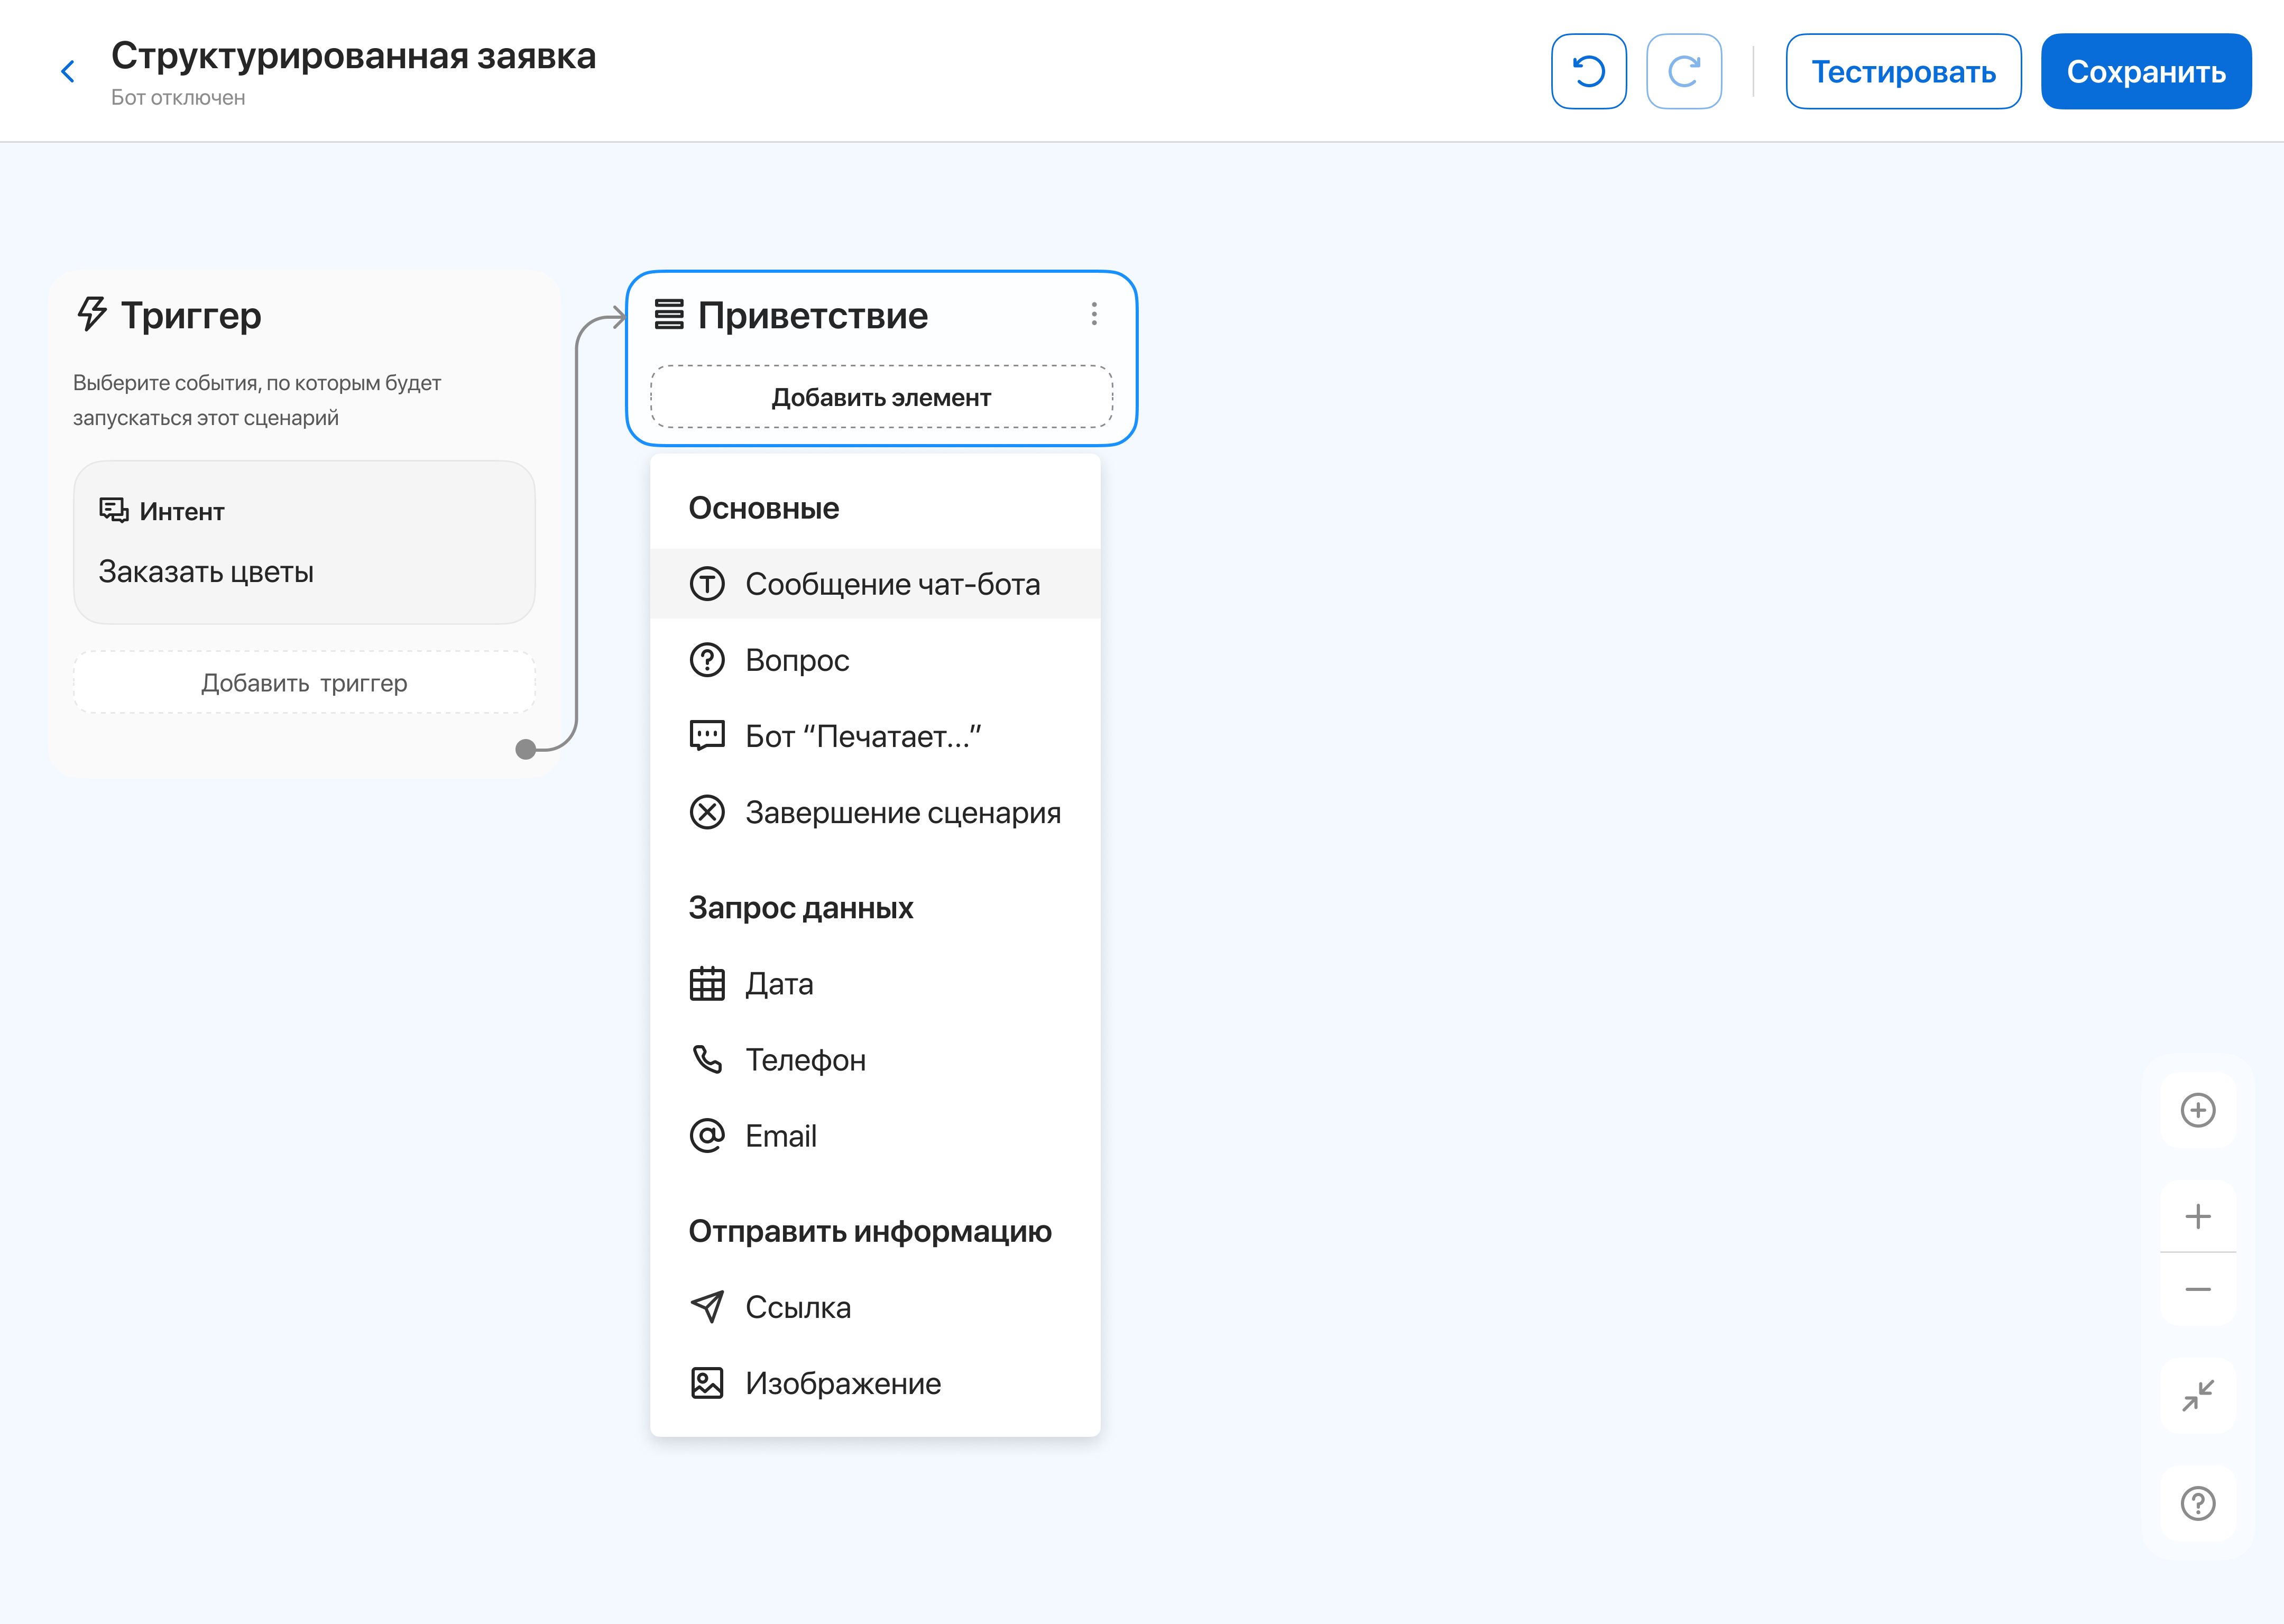 Структурированная заявка
Бот отключен
Тестировать
Сохранить
Триггер
Выберите события, по которым будет
запускаться этот сценарий
Интент
Заказать цветы
Добавить триггер
Приветствие
Добавить элемент
Основные
Сообщение чат-бота
Вопрос
Бот “Печатает...”
Завершение сценария
Запрос данных
Дата
Телефон
Email
Отправить информацию
Ссылка
Изображение